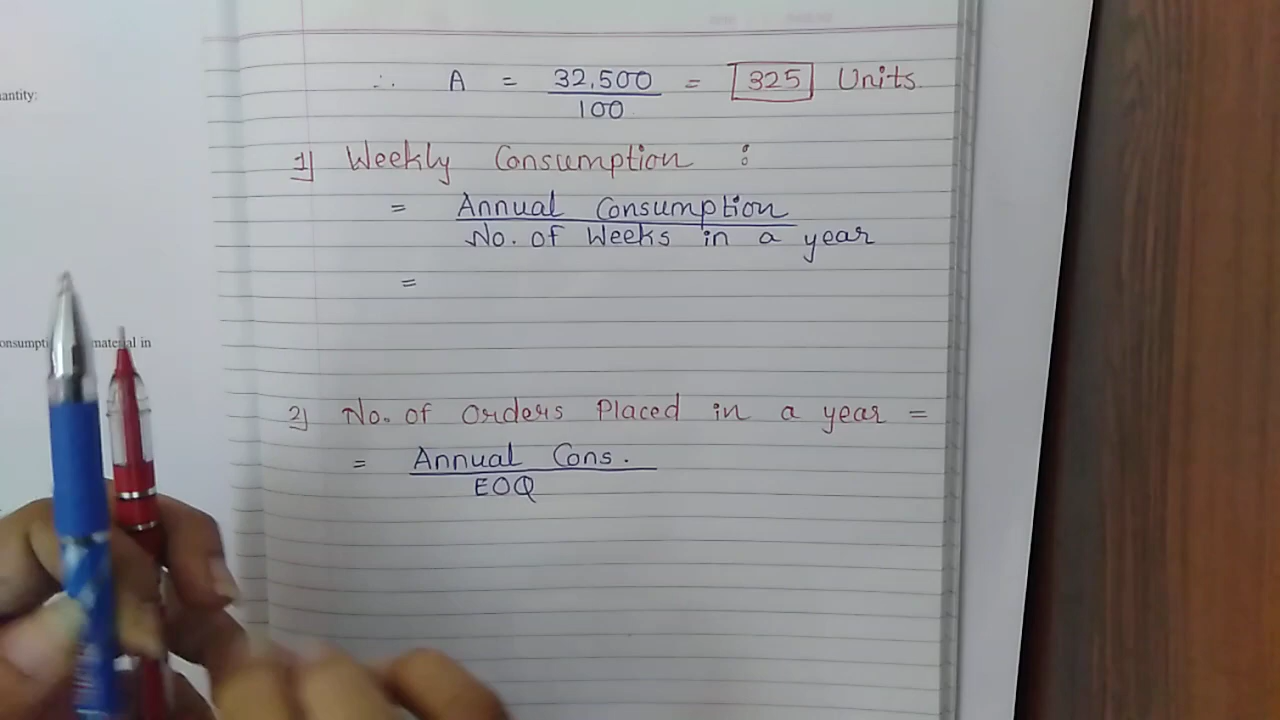 ∴ A = 32,500 / 100 = 325 Units.
antity:
1) Weekly Consumption :
= Annual Consumption / No. of Weeks in a year
=
onsumpt material in
2) No. of Orders Placed in a year =
= Annual Cons. / EOQ